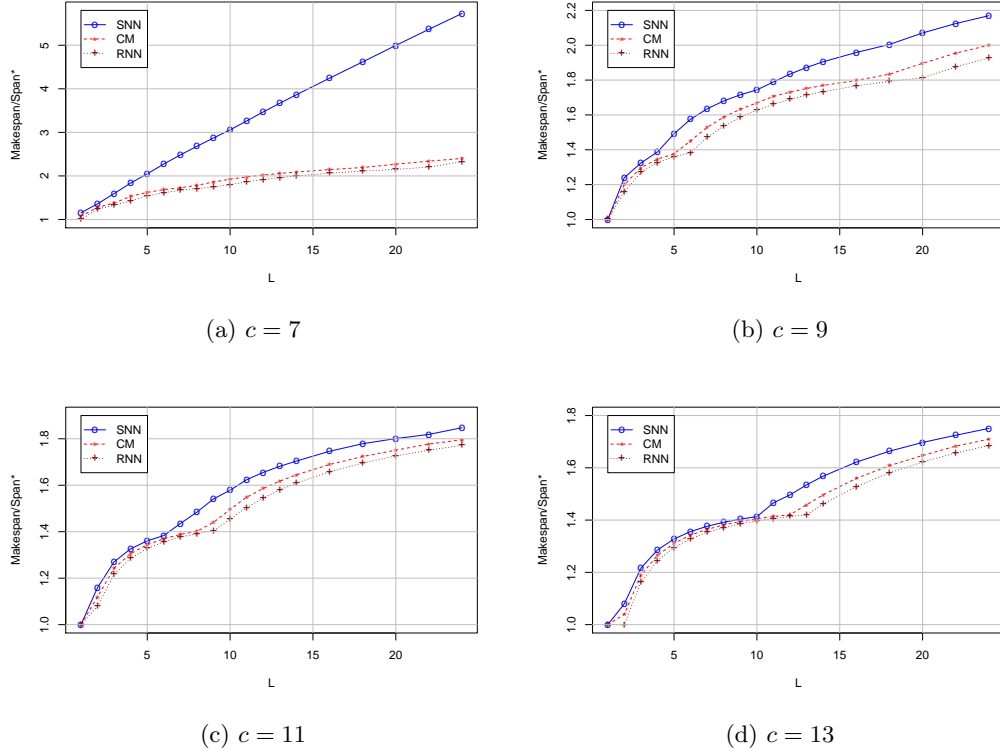 SNN
CM
RNN
Makespan/Span*
1 2 3 4 5
5 10 15 20
L
(a) c = 7
SNN
CM
RNN
Makespan/Span*
1.0 1.2 1.4 1.6 1.8 2.0 2.2
5 10 15 20
L
(b) c = 9
SNN
CM
RNN
Makespan/Span*
1.0 1.2 1.4 1.6 1.8
5 10 15 20
L
(c) c = 11
SNN
CM
RNN
Makespan/Span*
1.0 1.2 1.4 1.6 1.8
5 10 15 20
L
(d) c = 13